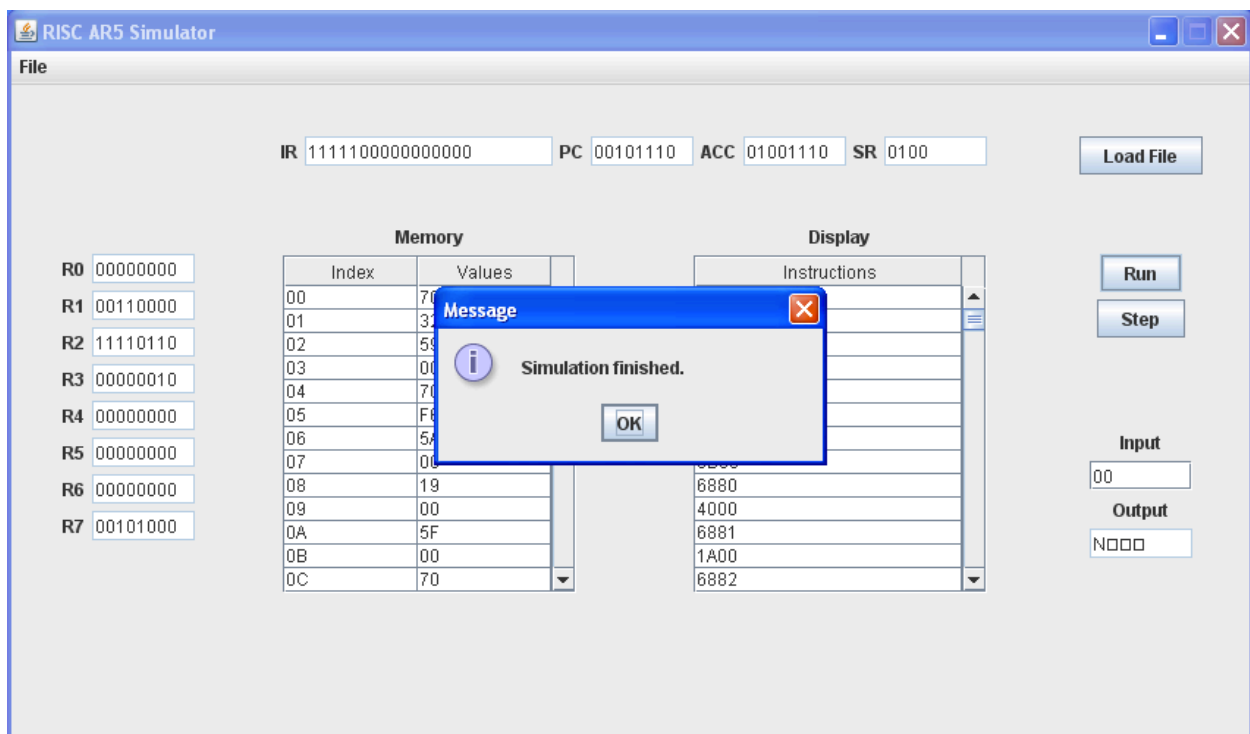 RISC AR5 Simulator
File
IR 1111100000000000 PC 00101110 ACC 01001110 SR 0100
Load File
Memory
Display
R0 00000000
R1 00110000
R2 11110110
R3 00000010
R4 00000000
R5 00000000
R6 00000000
R7 00101000
Index Values
00
01
02
03
04
05
06
07
08 19
09 00
0A 5F
0B 00
0C 70
Message
Simulation finished.
OK
Instructions
6880
4000
6881
1A00
6882
Run
Step
Input
00
Output
N□□□